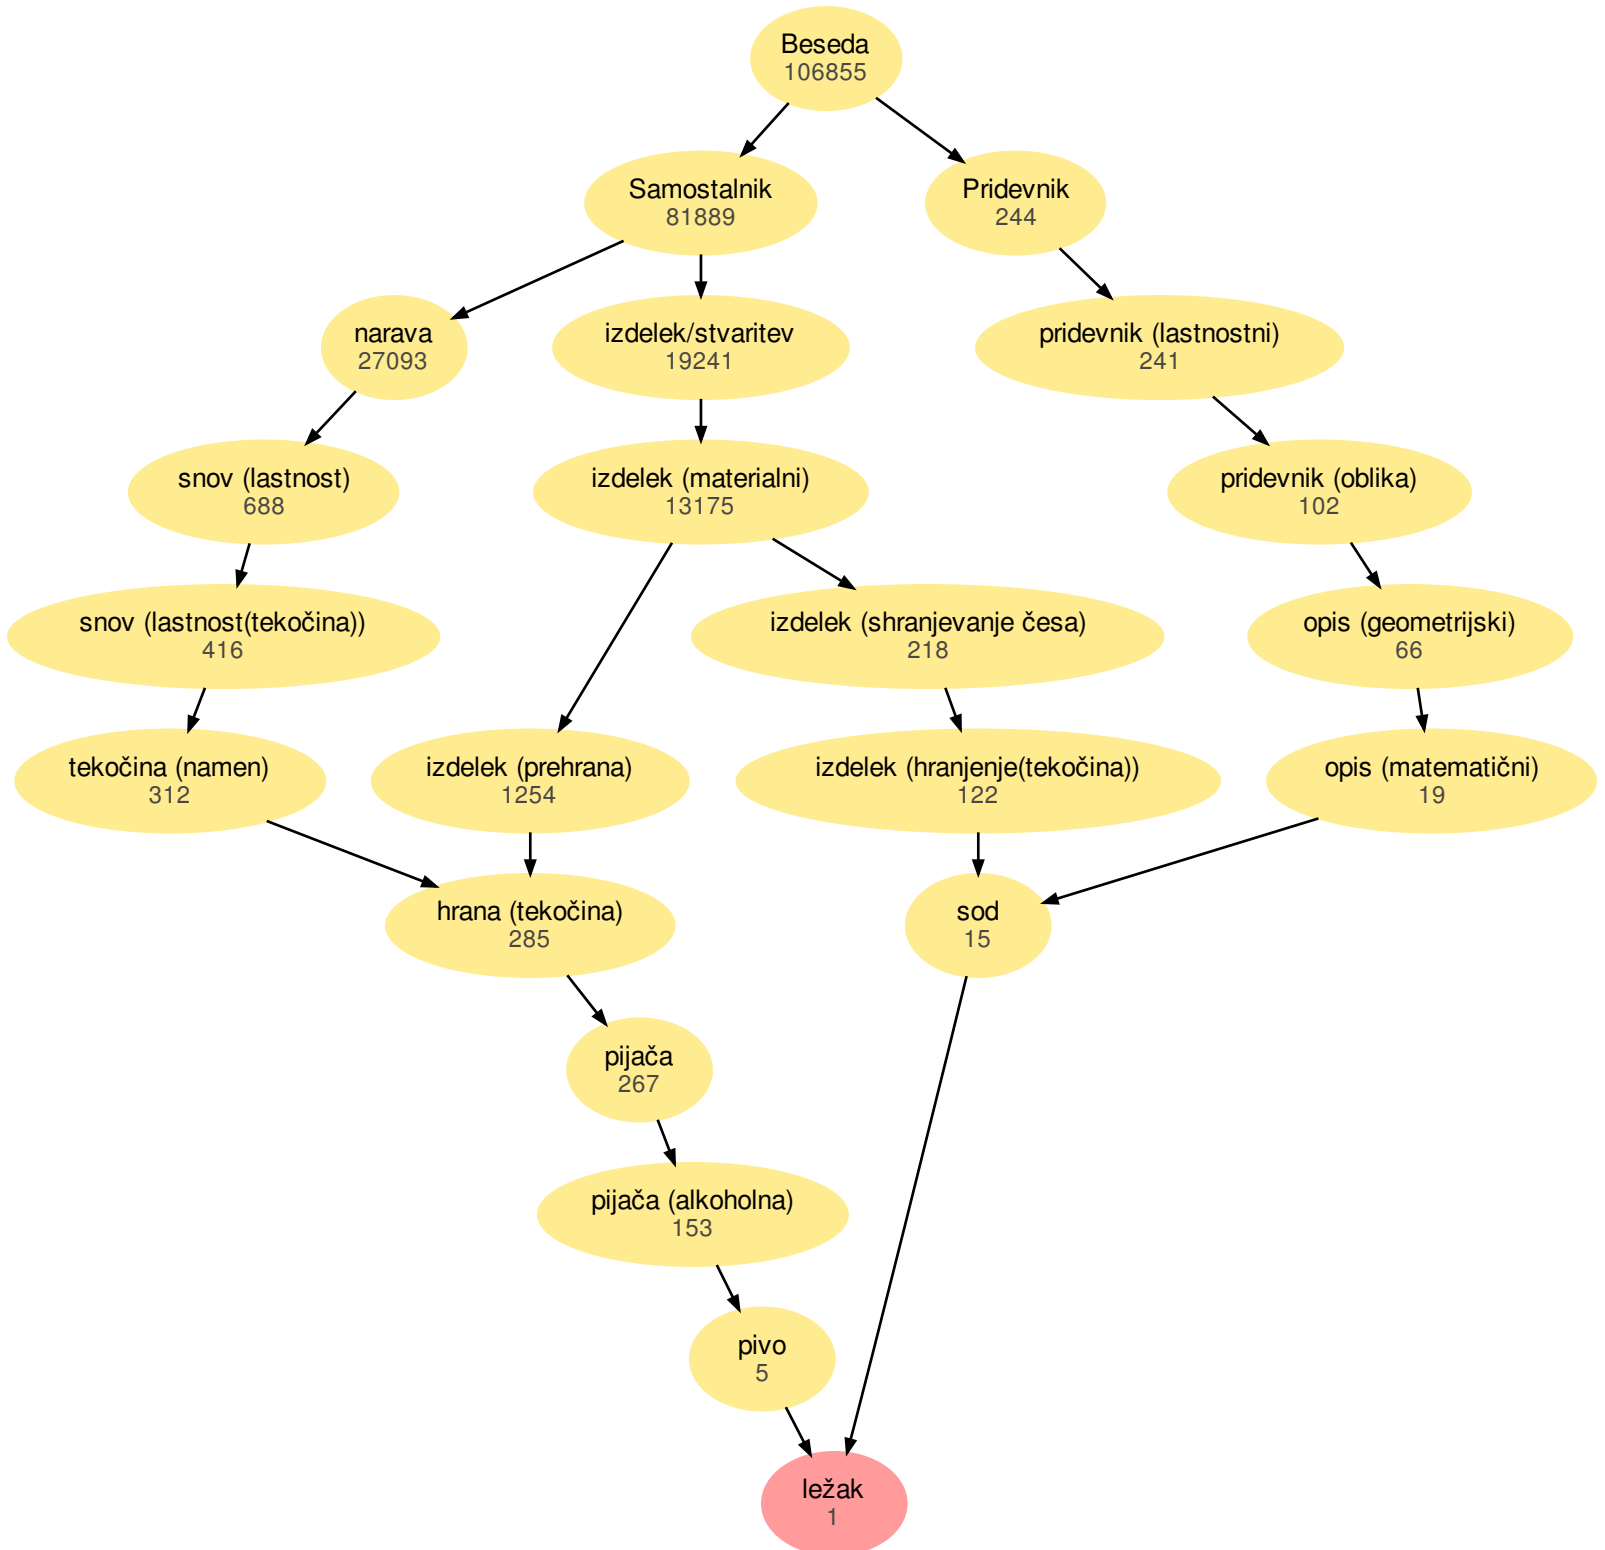 Beseda
106855
Samostalnik
81889
Pridevnik
244
narava
27093
izdelek/stvaritev
19241
pridevnik (lastnostni)
241
snov (lastnost)
688
izdelek (materialni)
13175
pridevnik (oblika)
102
snov (lastnost(tekočina))
416
izdelek (shranjevanje česa)
218
opis (geometrijski)
66
tekočina (namen)
312
izdelek (prehrana)
1254
izdelek (hranjenje(tekočina))
122
opis (matematični)
19
hrana (tekočina)
285
sod
15
pijača
267
pijača (alkoholna)
153
pivo
5
ležak
1